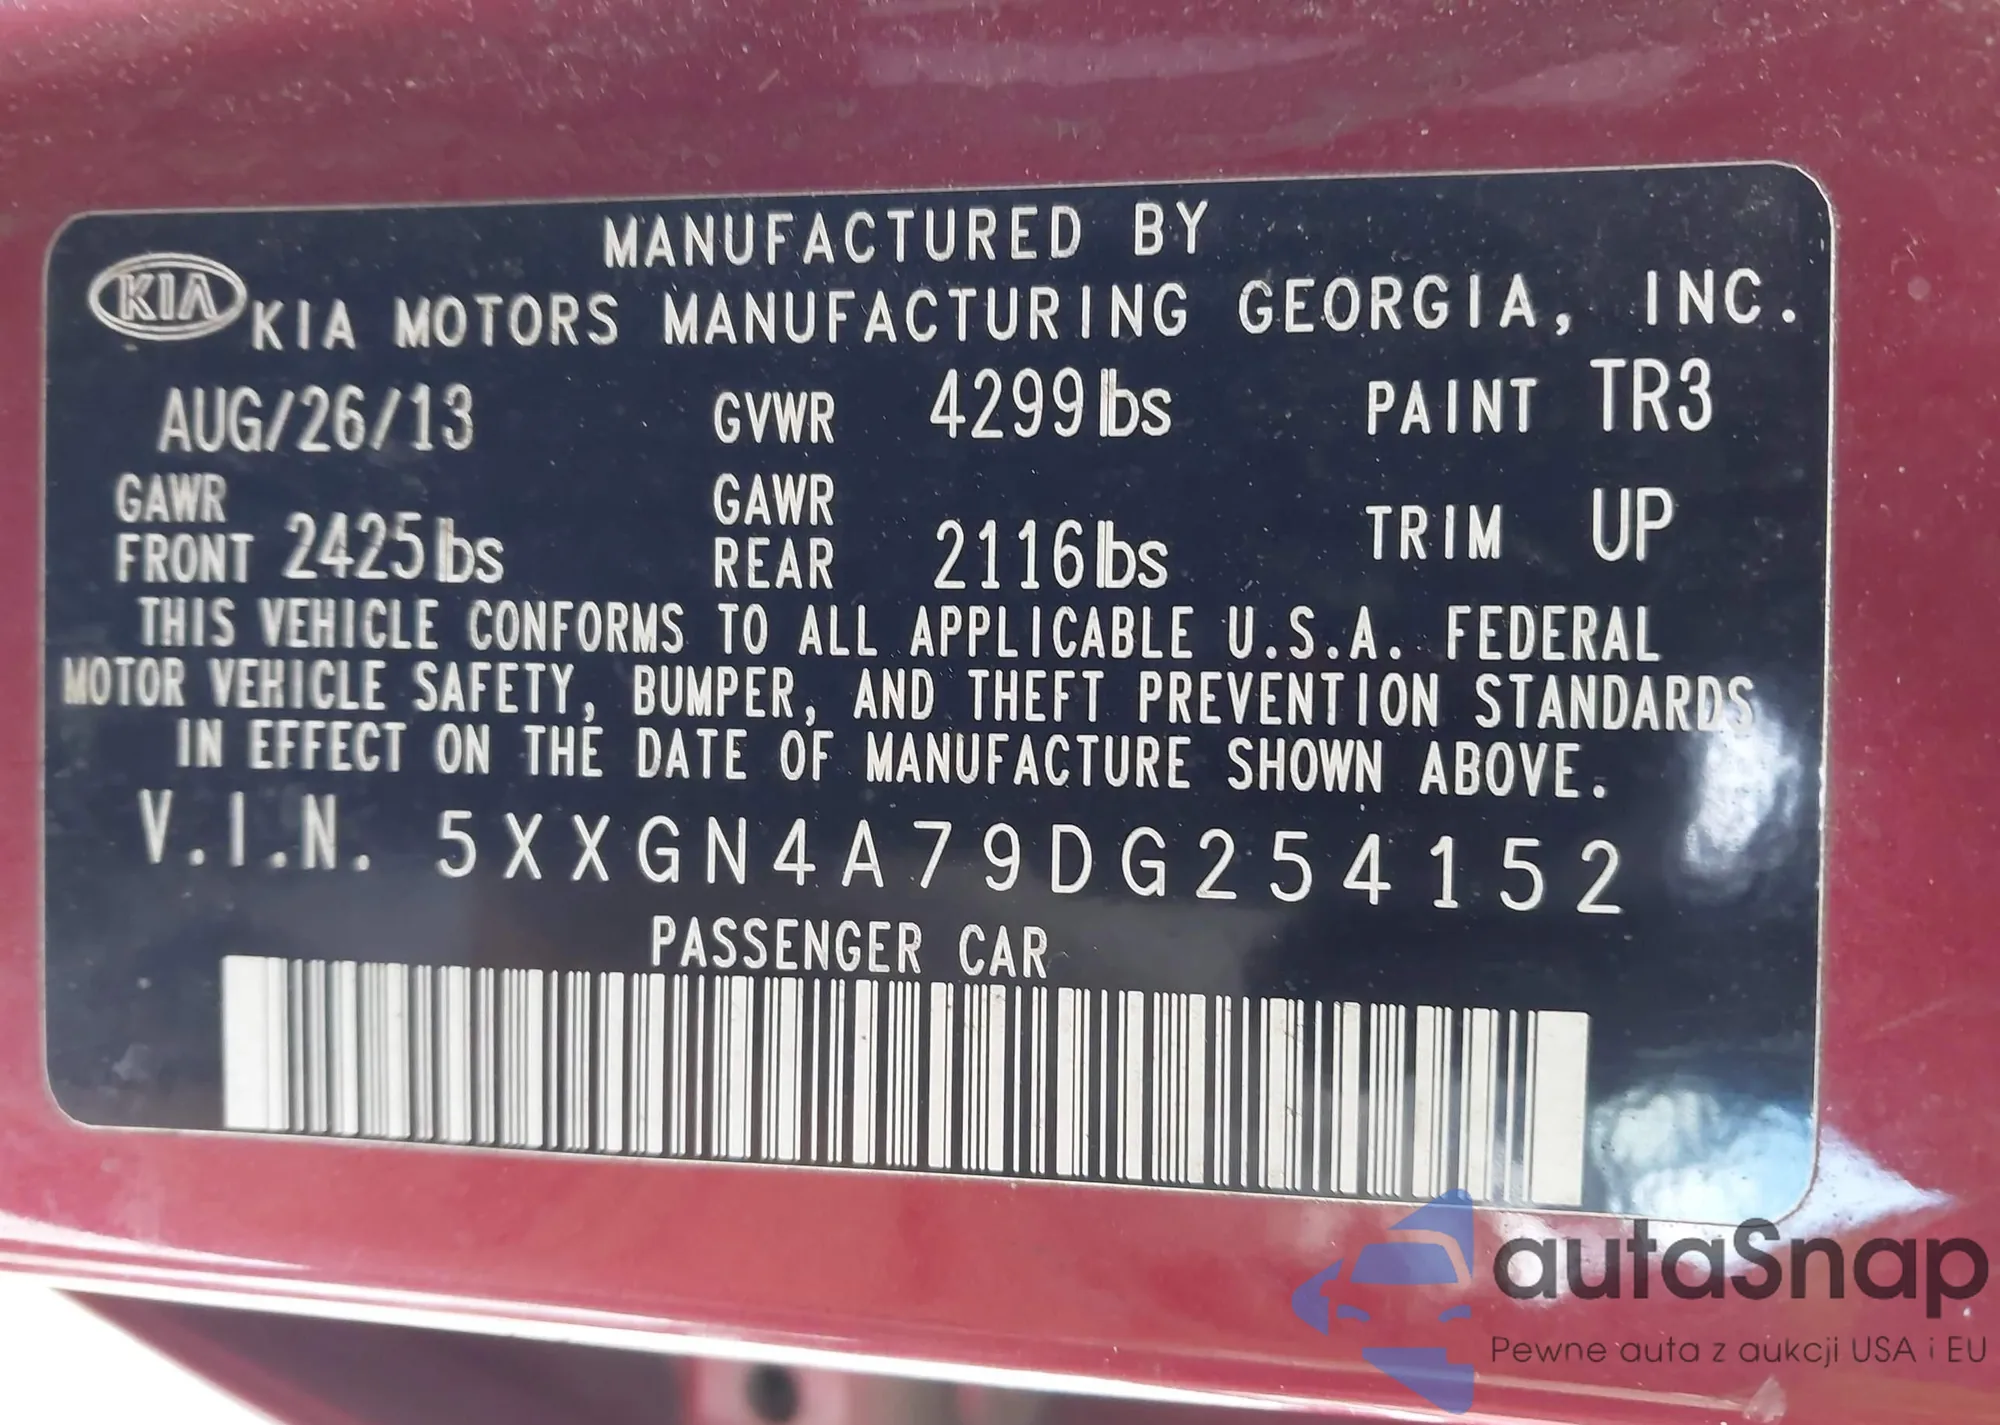 MANUFACTURED BY
KIA KIA MOTORS MANUFACTURING GEORGIA, INC.
AUG/26/13 GVWR 4299lbs PAINT TR3
GAWR FRONT 2425lbs GAWR REAR 2116lbs TRIM UP
THIS VEHICLE CONFORMS TO ALL APPLICABLE U.S.A. FEDERAL
MOTOR VEHICLE SAFETY, BUMPER, AND THEFT PREVENTION STANDARDS
IN EFFECT ON THE DATE OF MANUFACTURE SHOWN ABOVE.
V.I.N. 5XXGN4A79DG254152
PASSENGER CAR
autaSnap
Pewne auta z aukcji USA i EU